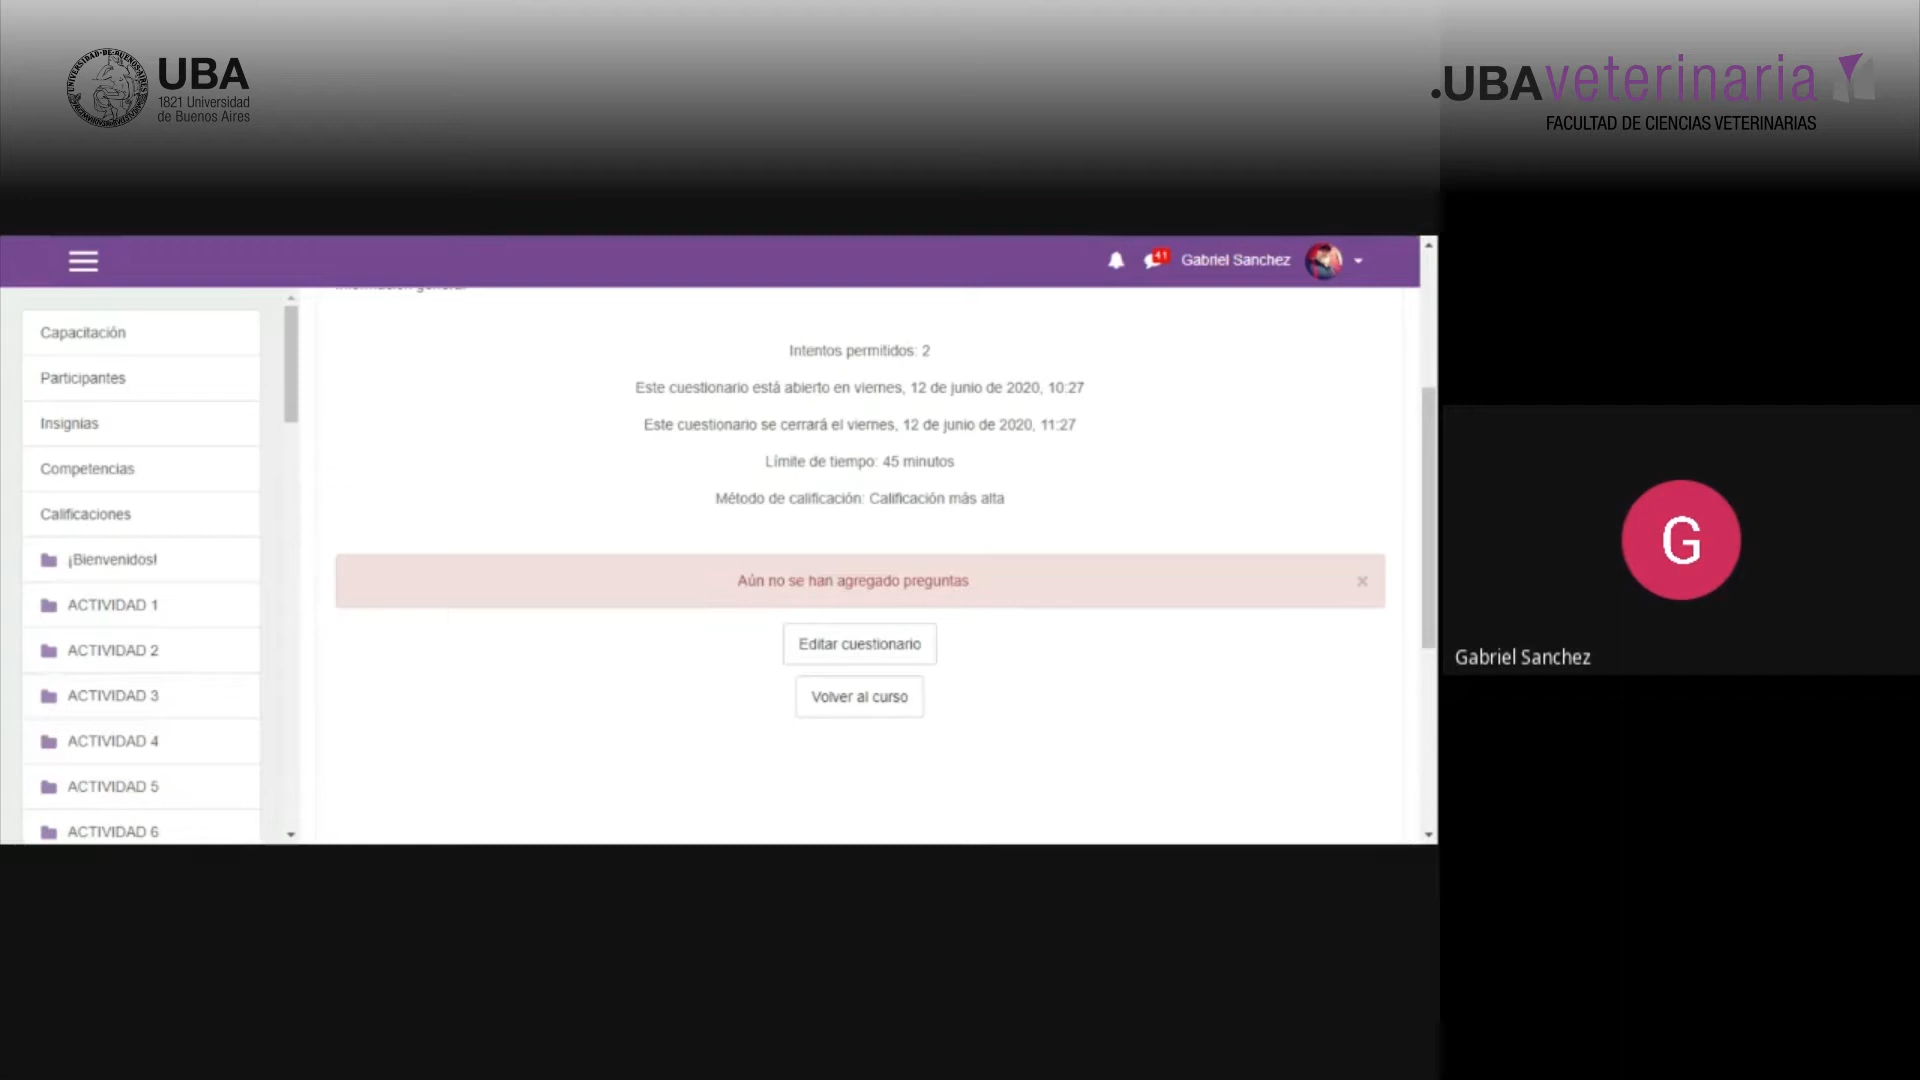 UBA
1821 Universidad
de Buenos Aires
.UBAveterinaria
FACULTAD DE CIENCIAS VETERINARIAS
41
Gabriel Sanchez
Información general
Capacitación
Participantes
Insignias
Competencias
Calificaciones
¡Bienvenidos!
ACTIVIDAD 1
ACTIVIDAD 2
ACTIVIDAD 3
ACTIVIDAD 4
ACTIVIDAD 5
ACTIVIDAD 6
Intentos permitidos: 2
Este cuestionario está abierto en viernes, 12 de junio de 2020, 10:27
Este cuestionario se cerrará el viernes, 12 de junio de 2020, 11:27
Límite de tiempo: 45 minutos
Método de calificación: Calificación más alta
Aún no se han agregado preguntas
×
Editar cuestionario
Volver al curso
G
Gabriel Sanchez